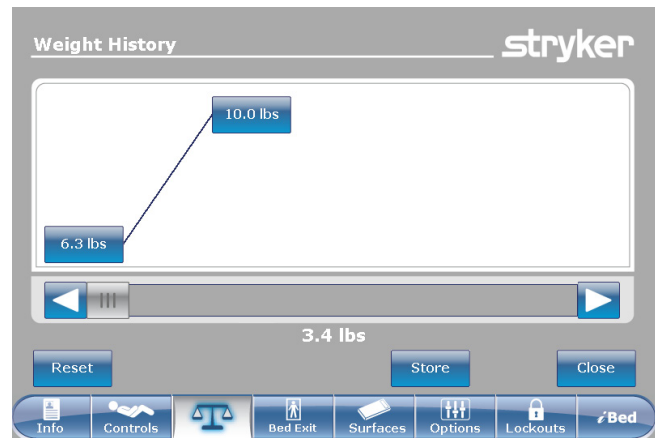 Weight History
stryker
10.0 lbs
6.3 lbs
3.4 lbs
Reset
Store
Close
Info
Controls
Bed Exit
Surfaces
Options
Lockouts
iBed